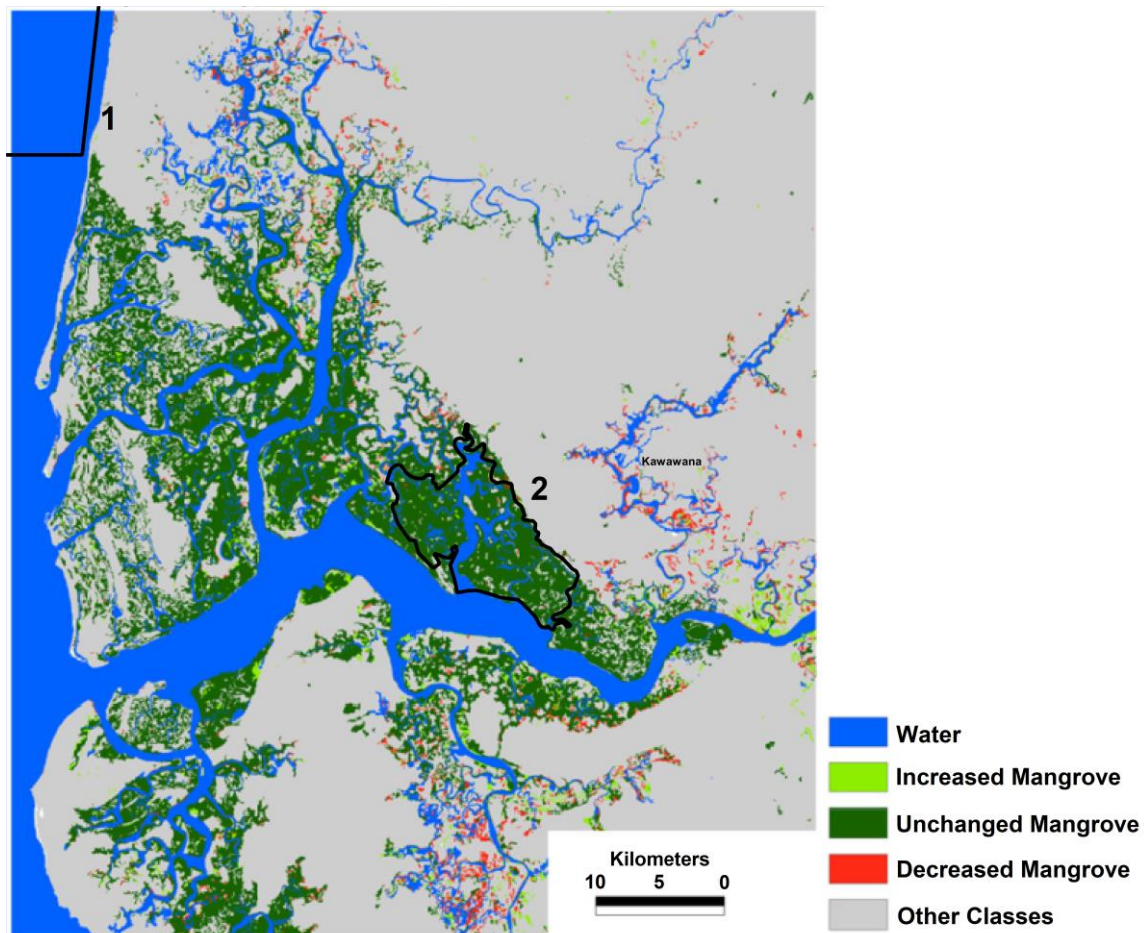 1
2
Kawawana
Kilometers
10 5 0
Water
Increased Mangrove
Unchanged Mangrove
Decreased Mangrove
Other Classes